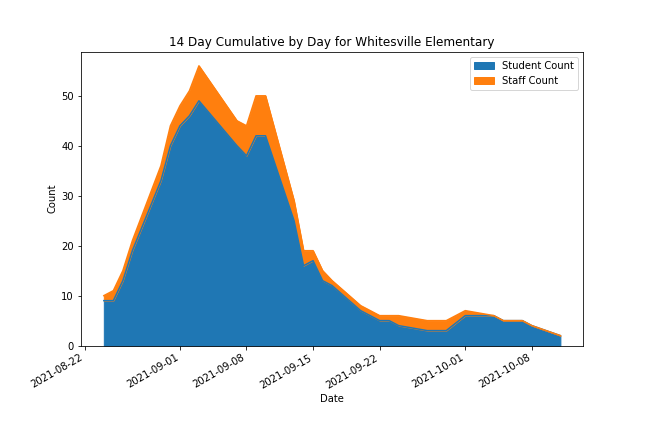 14 Day Cumulative by Day for Whitesville Elementary
Student Count
Staff Count
Count
50
40
30
20
10
0
2021-08-22
2021-09-01
2021-09-08
2021-09-15
2021-09-22
2021-10-01
2021-10-08
Date